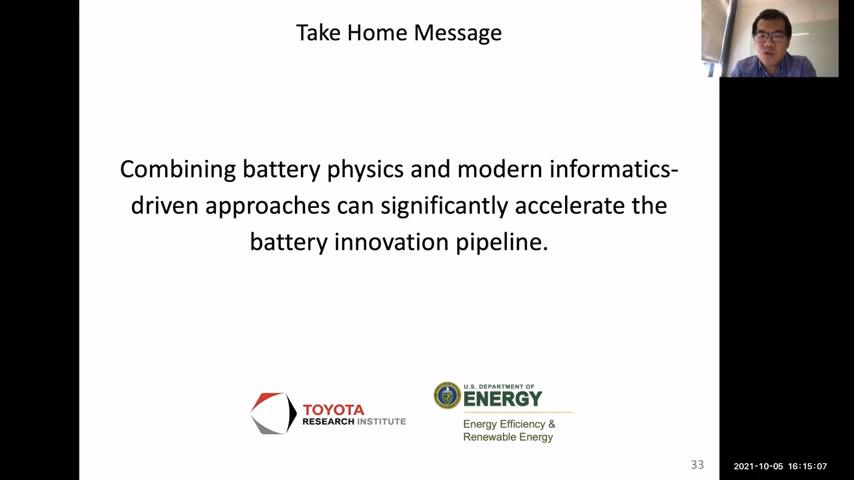 Take Home Message
Combining battery physics and modern informatics-
driven approaches can significantly accelerate the
battery innovation pipeline.
TOYOTA
RESEARCH INSTITUTE
U.S. DEPARTMENT OF
ENERGY
Energy Efficiency &
Renewable Energy
33
2021-10-05 16:15:07